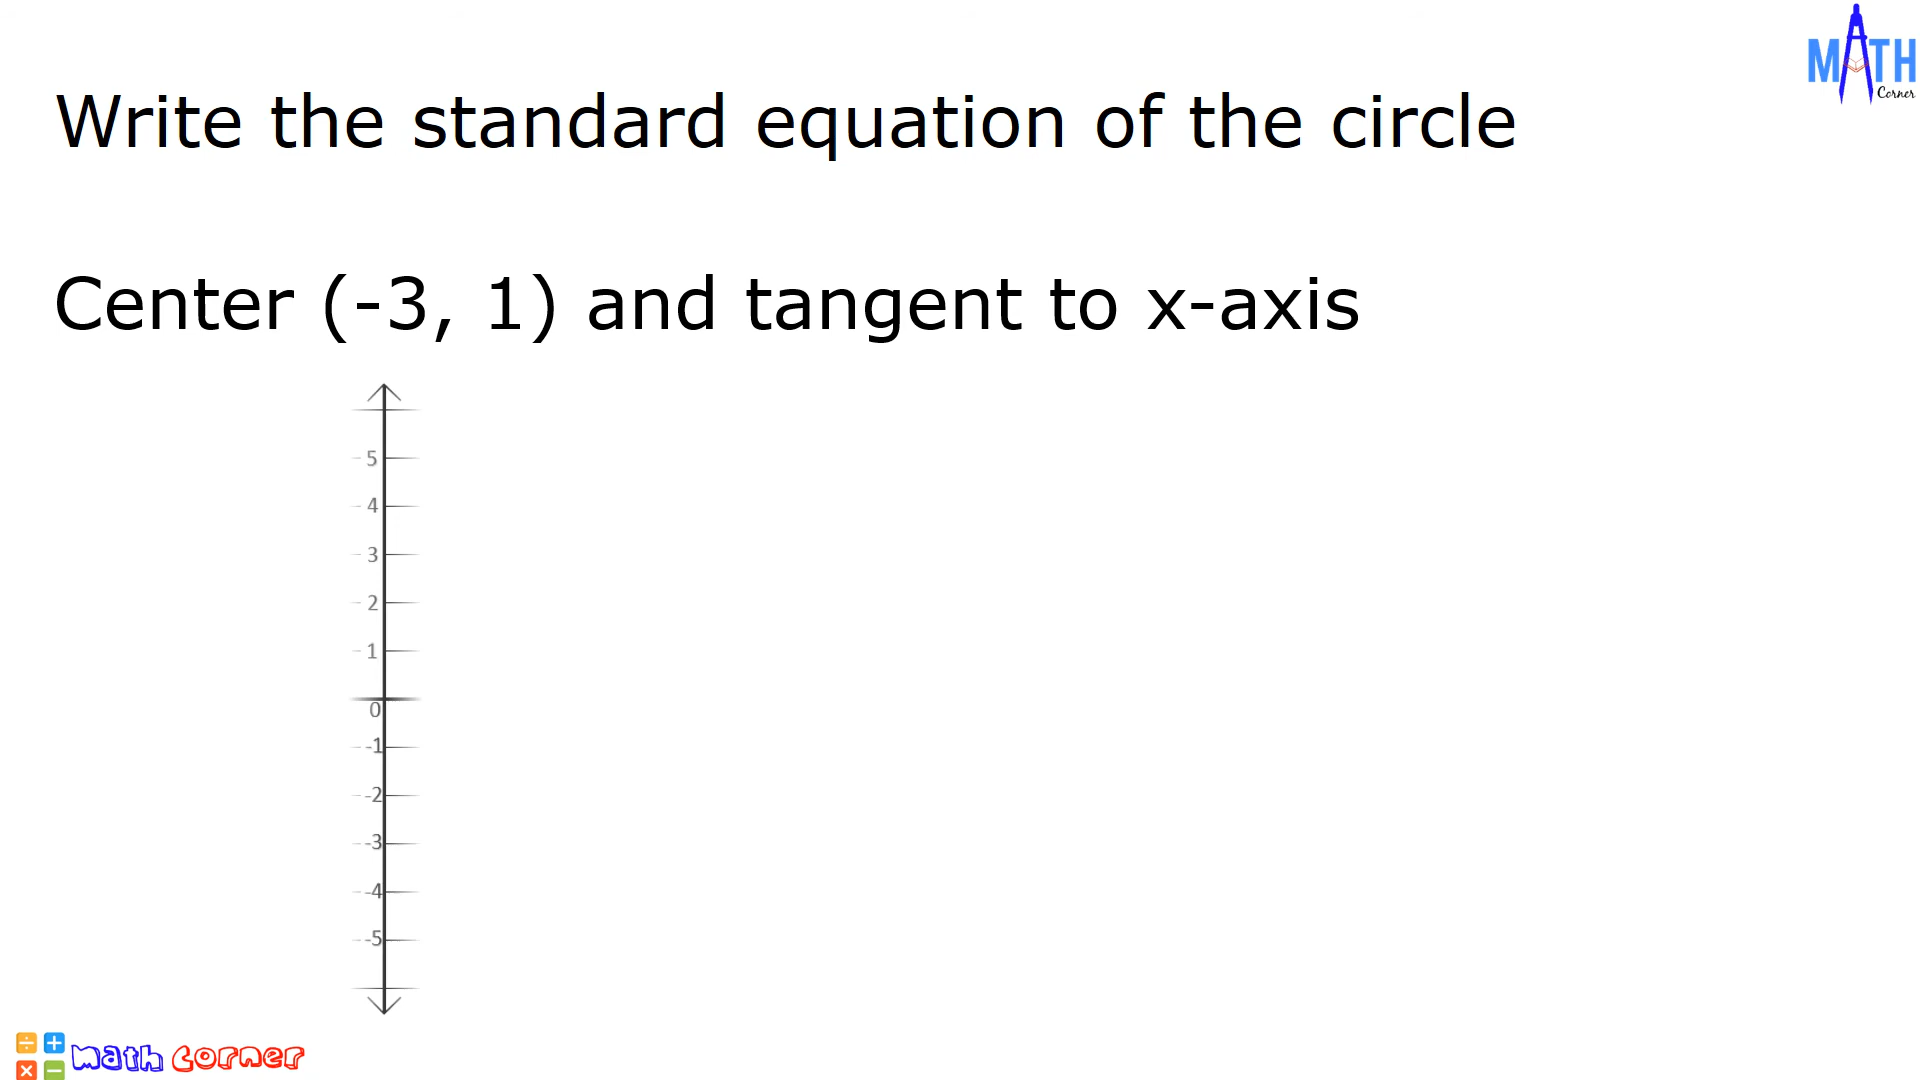 MATH
Corner
Write the standard equation of the circle
Center (-3, 1) and tangent to x-axis
5
4
3
2
1
0
-1
-2
-3
-4
-5
÷ +
× −
math corner